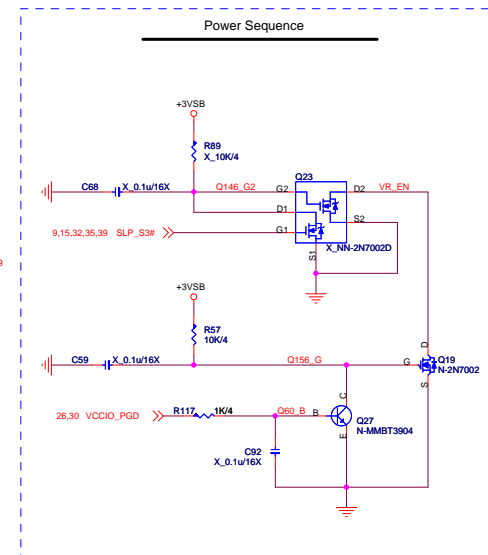 Power Sequence
+3VSB
R89
X_10K/4
Q23
C68 X_0.1u/16X Q146_G2 G2 D2 VR_EN
D1 S2
9,15,32,35,39 SLP_S3# G1
X_NN-2N7002D
S1
9
+3VSB
R57
10K/4
C59 X_0.1u/16X Q156_G G D Q19
N-2N7002
S
C
26,30 VCCIO_PGD R117 1K/4 Q60_B B Q27
N-MMBT3904
E
C92
X_0.1u/16X